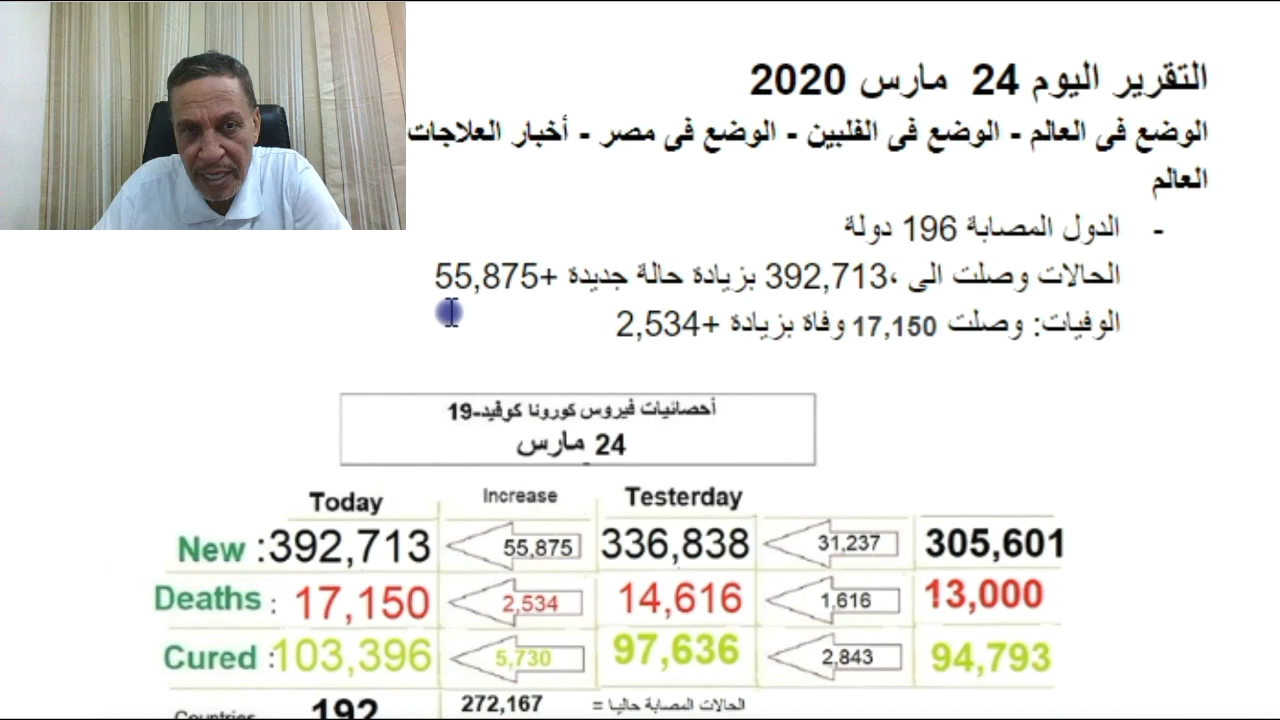 التقرير اليوم 24 مارس 2020
الوضع فى العالم - الوضع فى الفلبين - الوضع فى مصر - أخبار العلاجات
العالم
- الدول المصابة 196 دولة
الحالات وصلت الى ،392,713 بزيادة حالة جديدة +55,875
الوفيات: وصلت 17,150 وفاة بزيادة +2,534
أحصائيات فيروس كورونا كوفيد-19
24 مارس
Today Increase Testerday
New : 392,713 55,875 336,838 31,237 305,601
Deaths : 17,150 2,534 14,616 1,616 13,000
Cured : 103,396 5,730 97,636 2,843 94,793
Countries 192 272,167 = الحالات المصابة حاليا